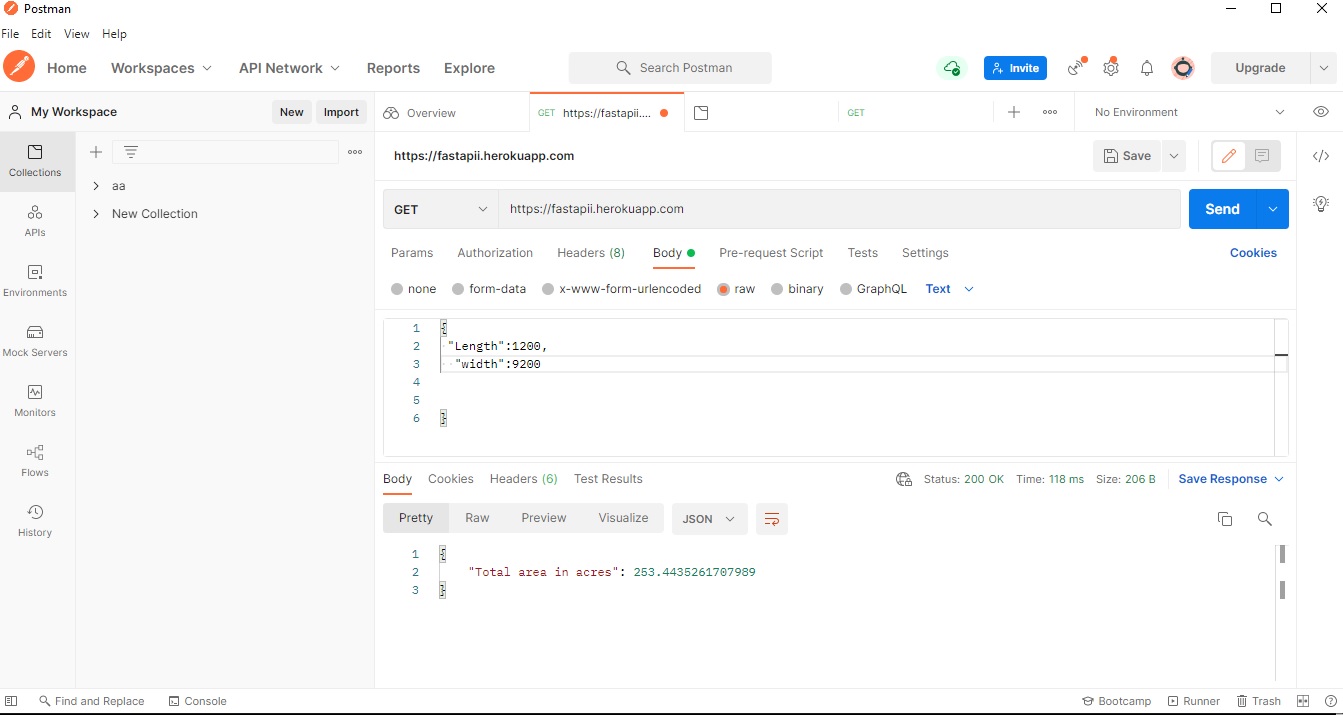 Postman
File Edit View Help
Home Workspaces API Network Reports Explore Search Postman Invite Upgrade
My Workspace New Import Overview GET https://fastapii.... GET No Environment
Collections
APIs
Environments
Mock Servers
Monitors
Flows
History
aa
New Collection
https://fastapii.herokuapp.com Save
GET https://fastapii.herokuapp.com Send
Params Authorization Headers (8) Body Pre-request Script Tests Settings Cookies
none form-data x-www-form-urlencoded raw binary GraphQL Text
1 {
2 "Length":1200,
3 "width":9200
4
5
6 }
Body Cookies Headers (6) Test Results Status: 200 OK Time: 118 ms Size: 206 B Save Response
Pretty Raw Preview Visualize JSON
1 {
2 "Total area in acres": 253.4435261707989
3 }
Find and Replace Console Bootcamp Runner Trash